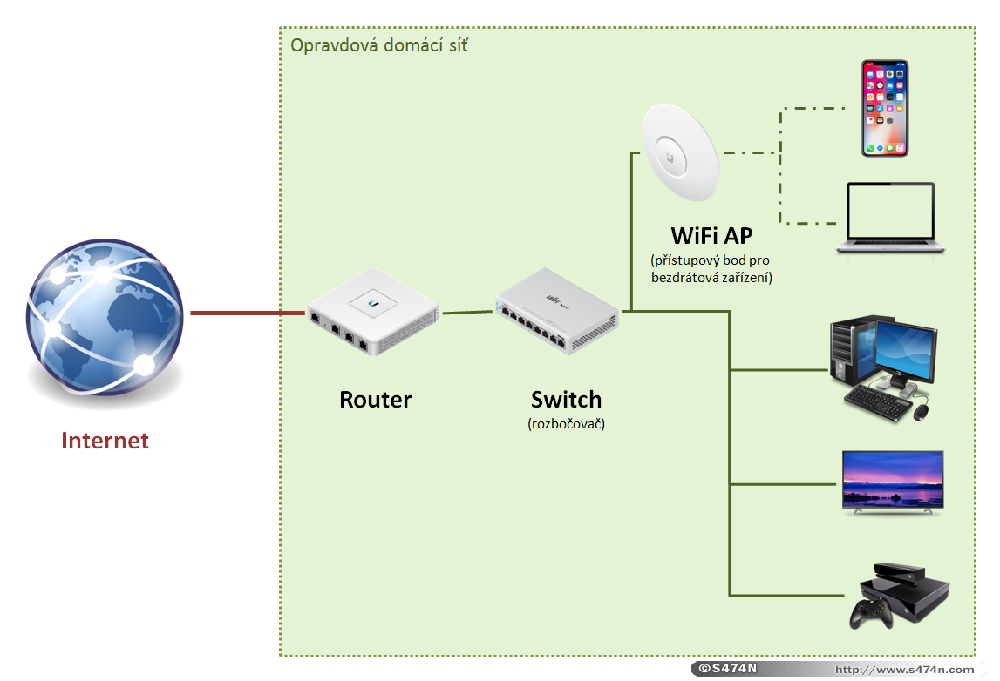 Opravdová domácí síť
WiFi AP
(přístupový bod pro
bezdrátová zařízení)
Router
Switch
(rozbočovač)
Internet
©S474N
http://www.s474n.com